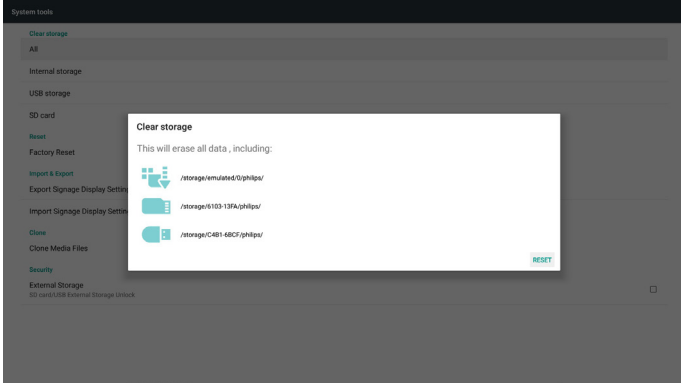 System tools
Clear storage
All
Internal storage
USB storage
SD card
Reset
Factory Reset
Import & Export
Export Signage Display Setting
Import Signage Display Settin
Clone
Clone Media Files
Security
External Storage
SD card/USB External Storage Unlock
Clear storage
This will erase all data , including:
/storage/emulated/0/philips/
/storage/6103-13FA/philips/
/storage/C4B1-6BCF/philips/
RESET